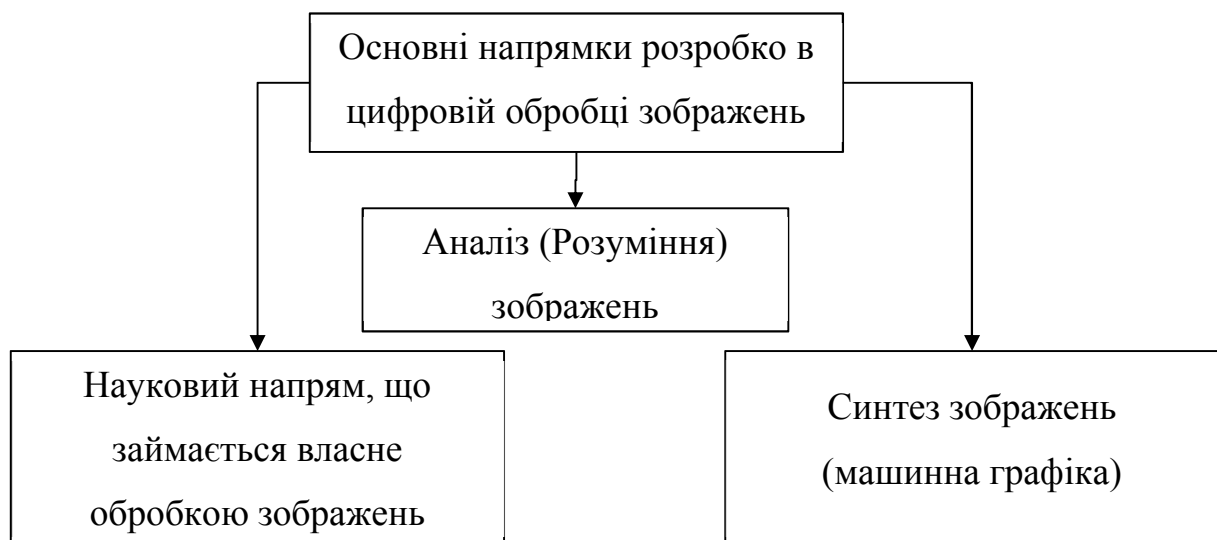 Основні напрямки розробко в
цифровій обробці зображень
Аналіз (Розуміння)
зображень
Науковий напрям, що
займається власне
обробкою зображень
Синтез зображень
(машинна графіка)